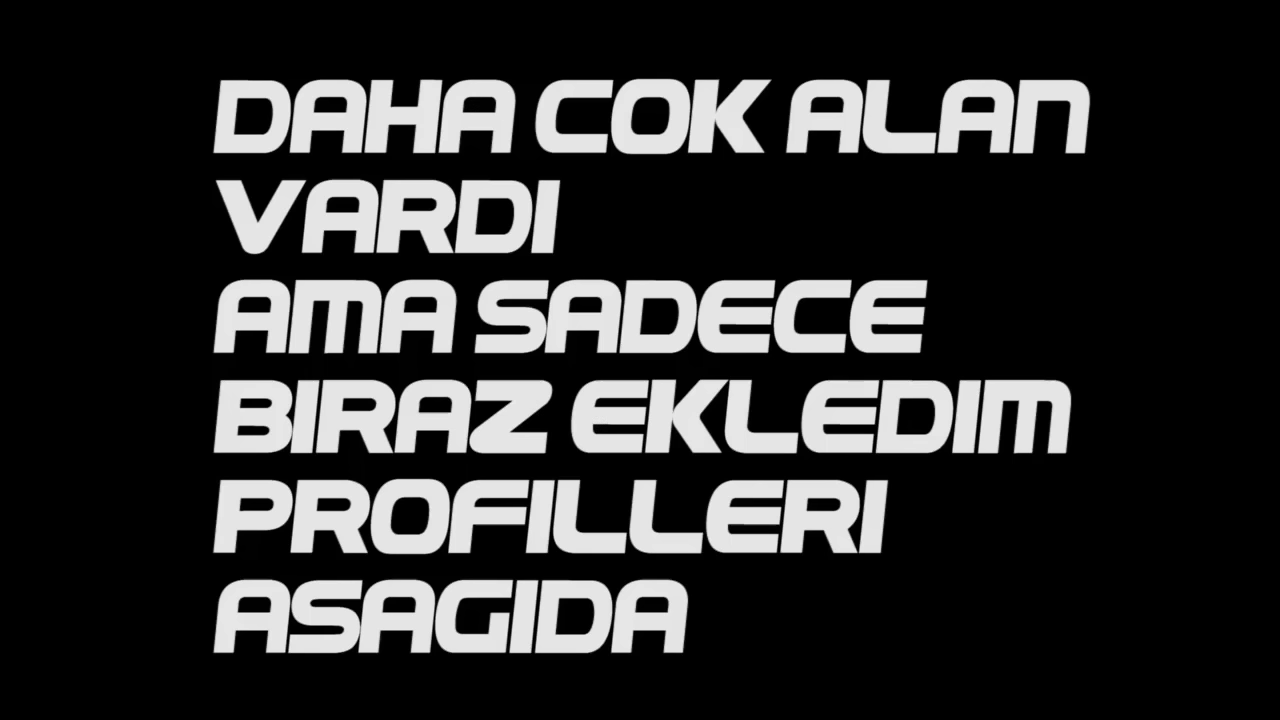 DAHA COK ALAN
VARDI
AMA SADECE
BIRAZ EKLEDIM
PROFILLERI
ASAGIDA